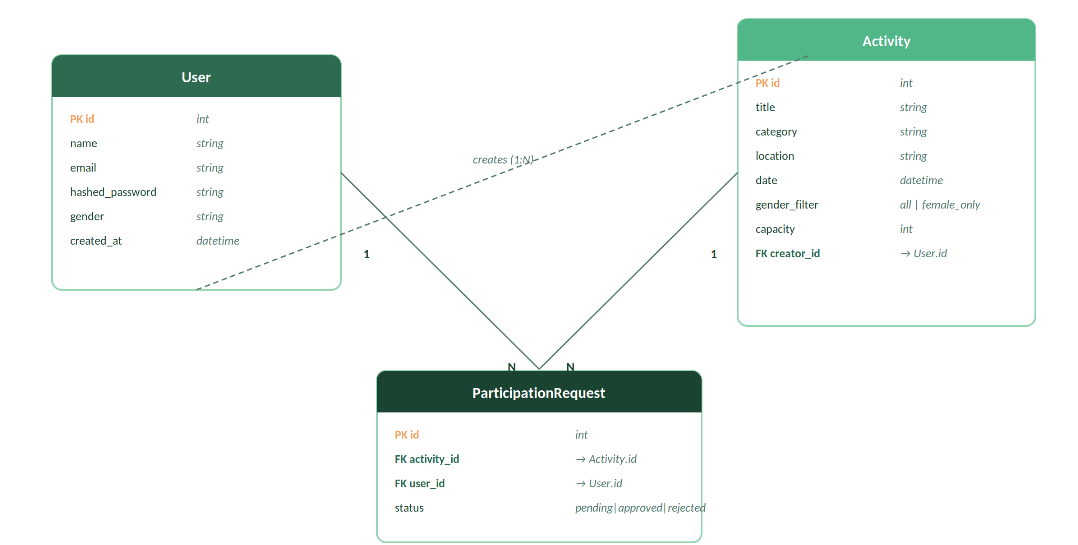 User
PK id int
name string
email string
hashed_password string
gender string
created_at datetime
creates (1:N)
Activity
PK id int
title string
category string
location string
date datetime
gender_filter all | female_only
capacity int
FK creator_id → User.id
1
1
N
N
ParticipationRequest
PK id int
FK activity_id → Activity.id
FK user_id → User.id
status pending|approved|rejected